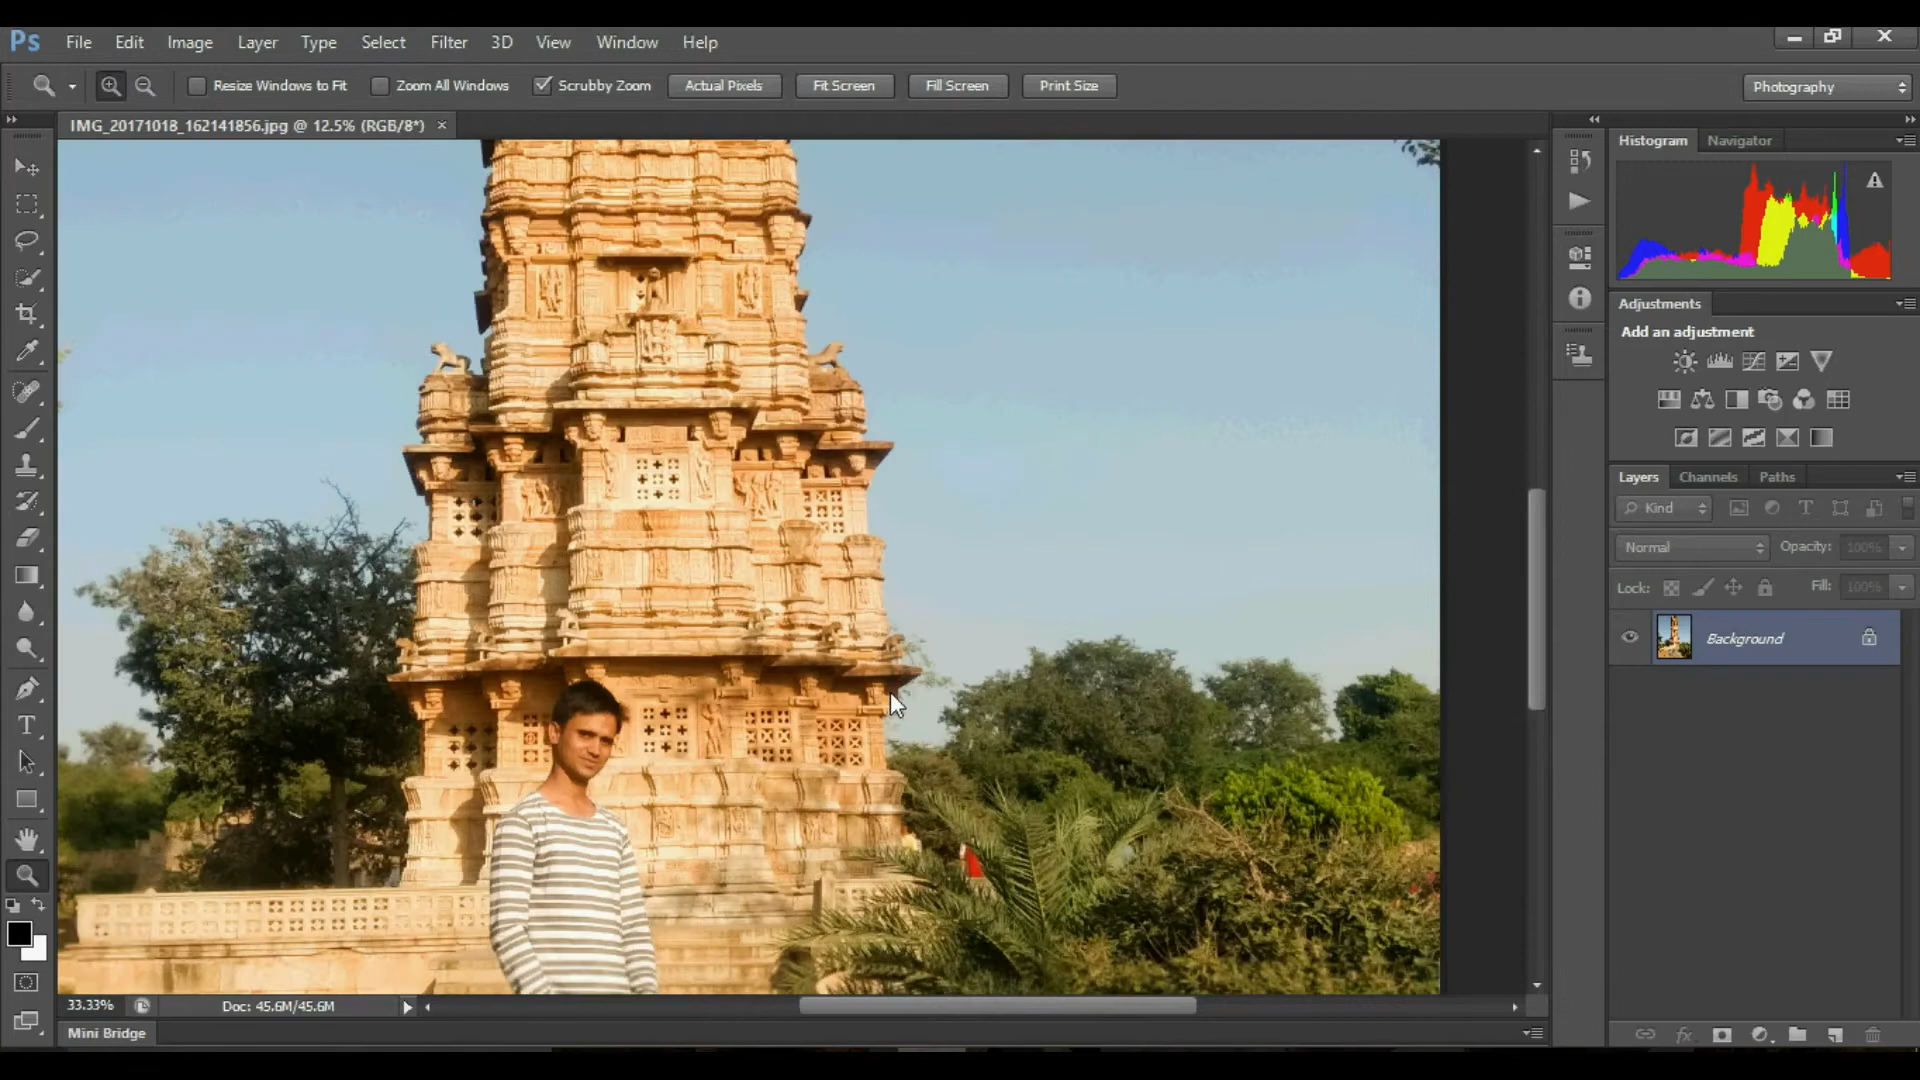 Ps File Edit Image Layer Type Select Filter 3D View Window Help
Resize Windows to Fit Zoom All Windows Scrubby Zoom Actual Pixels Fit Screen Fill Screen Print Size Photography
IMG_20171018_162141856.jpg @ 12.5% (RGB/8*) ×
Histogram Navigator
Adjustments
Add an adjustment
Layers Channels Paths
Kind
Normal Opacity: 100%
Lock: Fill: 100%
Background
33.33% Doc: 45.6M/45.6M
Mini Bridge